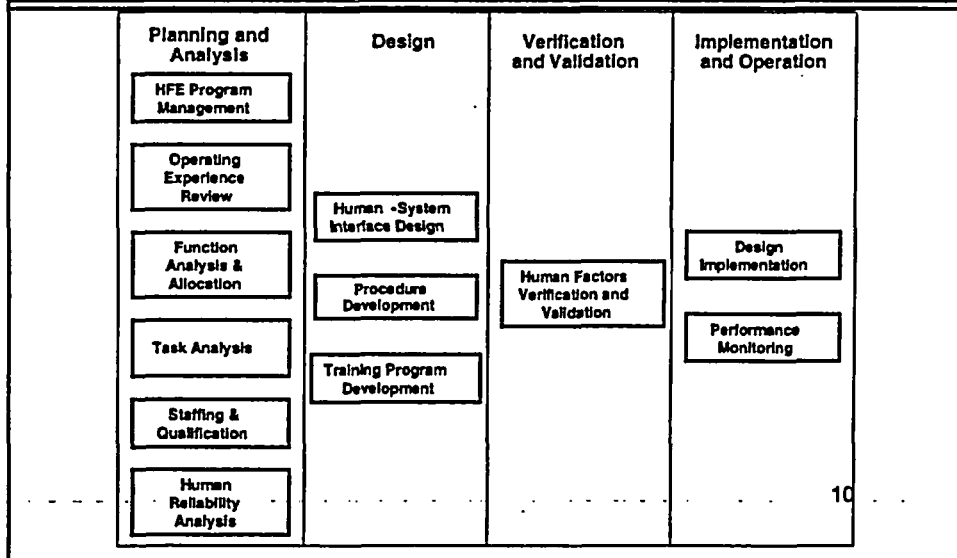 Planning and
Analysis
HFE Program
Management
Operating
Experience
Review
Function
Analysis &
Allocation
Task Analysis
Staffing &
Qualification
Human
Reliability
Analysis
Design
Human -System
Interface Design
Procedure
Development
Training Program
Development
Verification
and Validation
Human Factors
Verification and
Validation
Implementation
and Operation
Design
Implementation
Performance
Monitoring
10